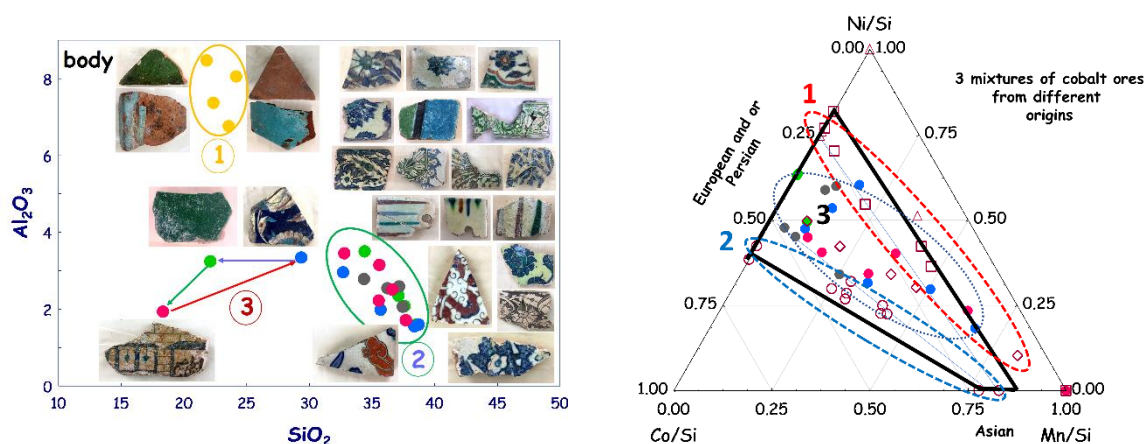 body
8
6
4
2
0
Al₂O₃
10
15
20
25
30
35
40
45
50
SiO₂
1
2
3
Ni/Si
0.00
1.00
3 mixtures of cobalt ores
from different
origins
1
0.25
0.75
European and or
Persian
3
0.50
0.50
2
0.75
0.25
1.00
0.00
0.00
0.25
0.50
0.75
1.00
Co/Si
Asian
Mn/Si